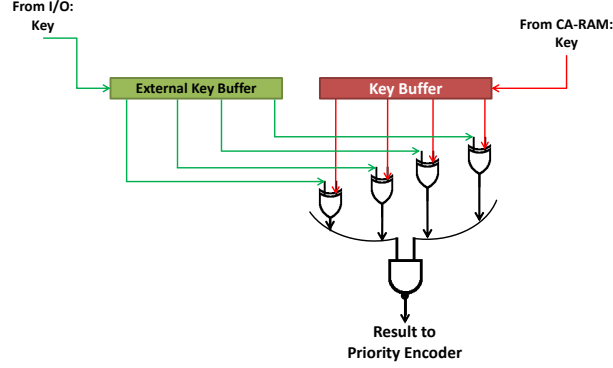 From I/O:
Key
From CA-RAM:
Key
External Key Buffer
Key Buffer
Result to
Priority Encoder